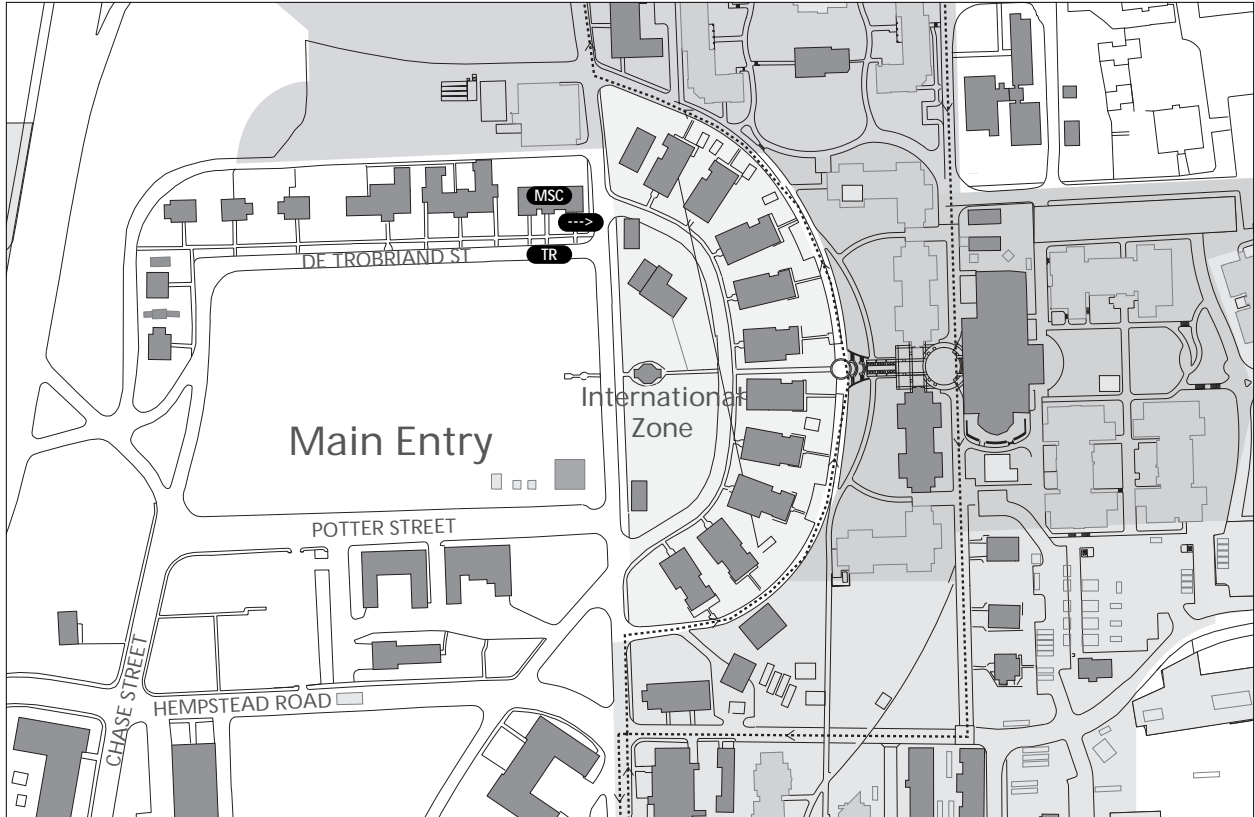 MSC
--->
DE TROBRIAND ST
TR
International
Zone
Main Entry
POTTER STREET
CHASE STREET
HEMPSTEAD ROAD